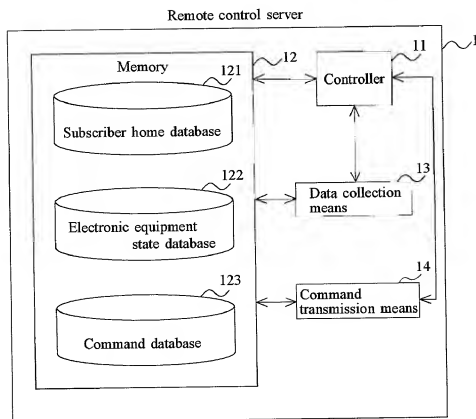 Remote control server
1
Memory
12
11
Controller
121
Subscriber home database
122
Electronic equipment
state database
13
Data collection
means
123
Command database
14
Command
transmission means